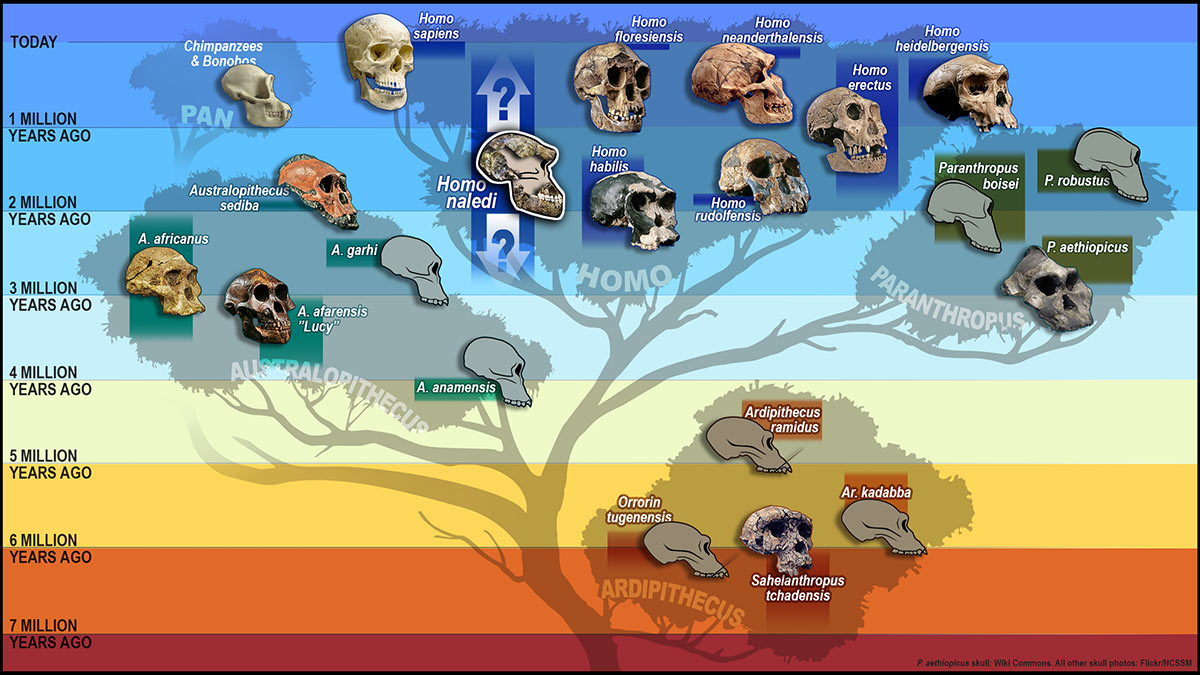 TODAY
1 MILLION
YEARS AGO
2 MILLION
YEARS AGO
3 MILLION
YEARS AGO
4 MILLION
YEARS AGO
5 MILLION
YEARS AGO
6 MILLION
YEARS AGO
7 MILLION
YEARS AGO
Chimpanzees
& Bonobos
PAN
Homo
sapiens
Homo
floresiensis
Homo
neanderthalensis
Homo
heidelbergensis
Homo
erectus
?
Homo
naledi
?
Homo
habilis
Homo
rudolfensis
HOMO
Paranthropus
boisei
P. robustus
P. aethiopicus
PARANTHROPUS
Australopithecus
sediba
A. africanus
A. garhi
A. afarensis
"Lucy"
A. anamensis
AUSTRALOPITHECUS
Ardipithecus
ramidus
Ar. kadabba
Orrorin
tugenensis
Sahelanthropus
tchadensis
ARDIPITHECUS
P. aethiopicus skull: Wiki Commons. All other skull photos: Flickr/NCSSM